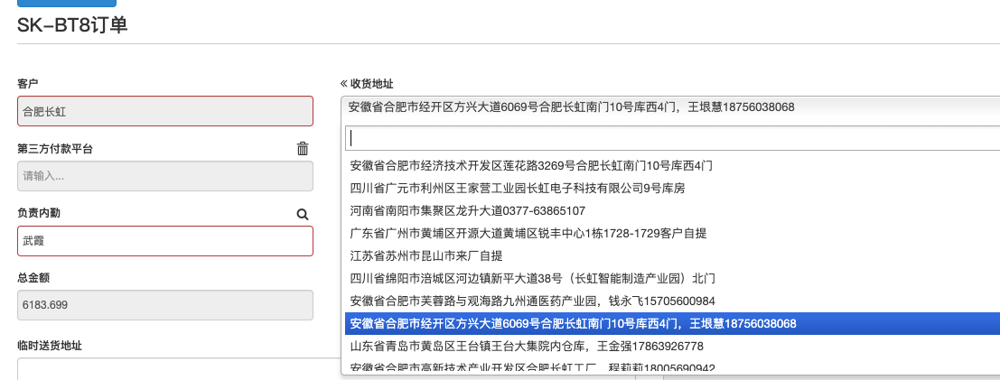 SK-BT8订单
客户
合肥长虹
第三方付款平台
请输入...
负责内勤
武霞
总金额
6183.699
临时送货地址
« 收货地址
安徽省合肥市经开区方兴大道6069号合肥长虹南门10号库西4门，王垠慧18756038068
安徽省合肥市经济技术开发区莲花路3269号合肥长虹南门10号库西4门
四川省广元市利州区王家营工业园长虹电子科技有限公司9号库房
河南省南阳市集聚区龙升大道0377-63865107
广东省广州市黄埔区开源大道黄埔区锐丰中心1栋1728-1729客户自提
江苏省苏州市昆山市来厂自提
四川省绵阳市涪城区河边镇新平大道38号（长虹智能制造产业园）北门
安徽省合肥市芙蓉路与观海路九州通医药产业园，钱永飞15705600984
安徽省合肥市经开区方兴大道6069号合肥长虹南门10号库西4门，王垠慧18756038068
山东省青岛市黄岛区王台镇王台大集院内仓库，王金强17863926778
安徽省合肥市高新技术产业开发区合肥长虹工厂，程莉莉18005690942